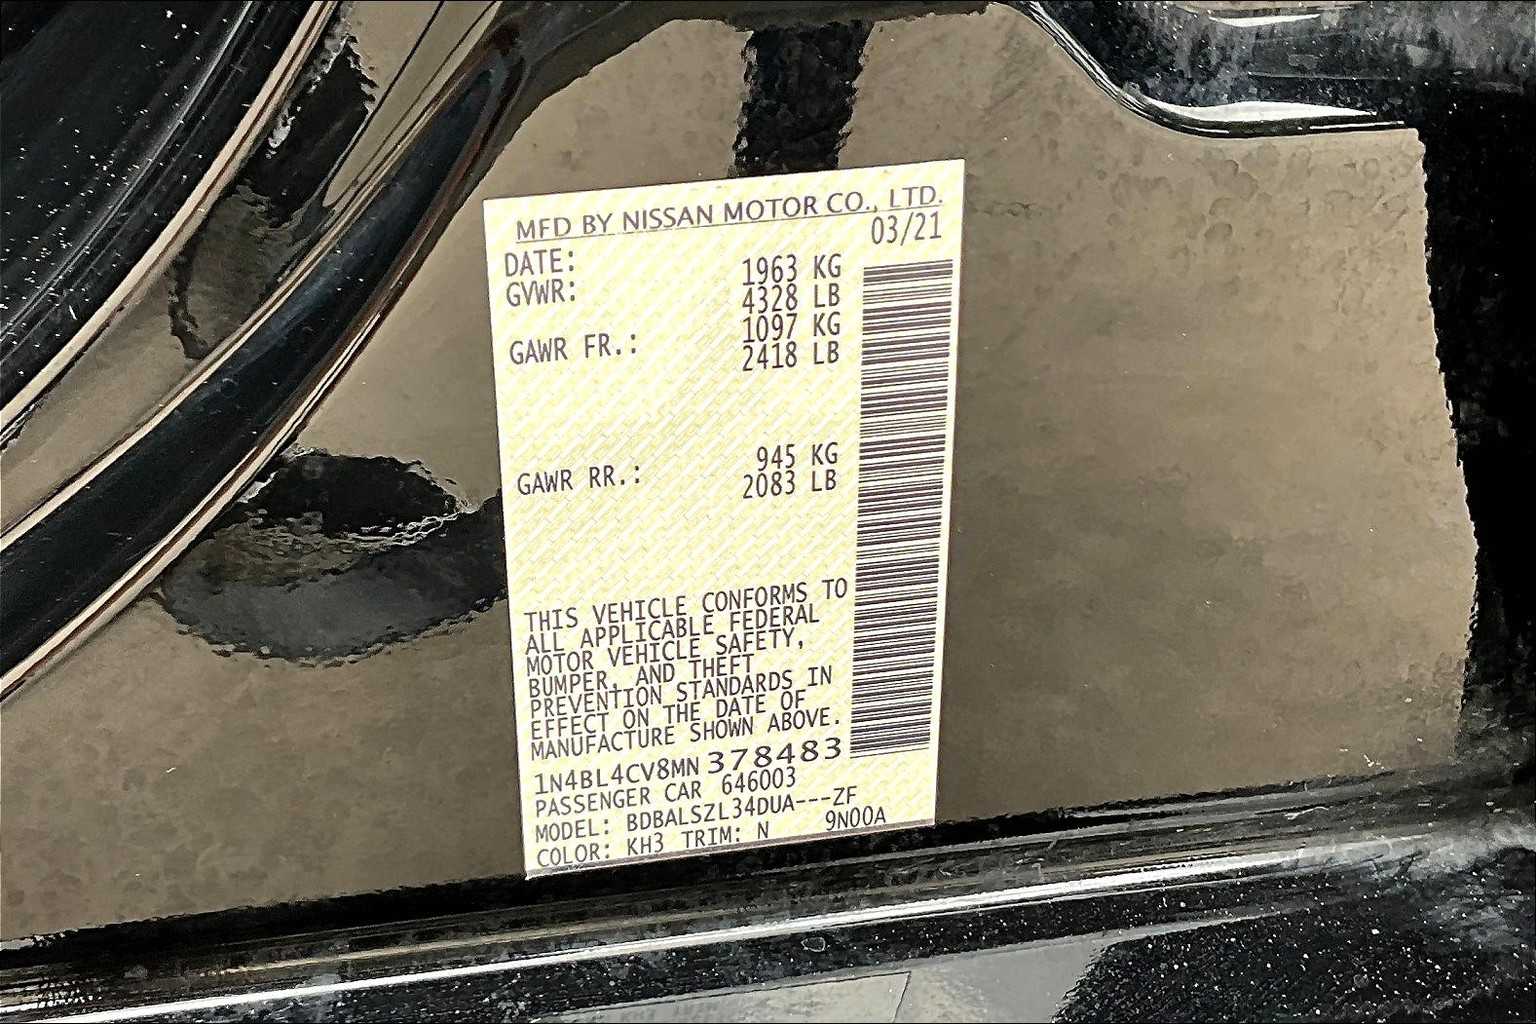 MFD BY NISSAN MOTOR CO., LTD.
DATE: 03/21
GVWR: 1963 KG
4328 LB
GAWR FR.: 1097 KG
2418 LB
GAWR RR.: 945 KG
2083 LB
THIS VEHICLE CONFORMS TO
ALL APPLICABLE FEDERAL
MOTOR VEHICLE SAFETY,
BUMPER, AND THEFT
PREVENTION STANDARDS IN
EFFECT ON THE DATE OF
MANUFACTURE SHOWN ABOVE.
1N4BL4CV8MN378483
PASSENGER CAR 646003
MODEL: BDBALSZL34DUA---ZF
COLOR: KH3 TRIM: N 9N00A